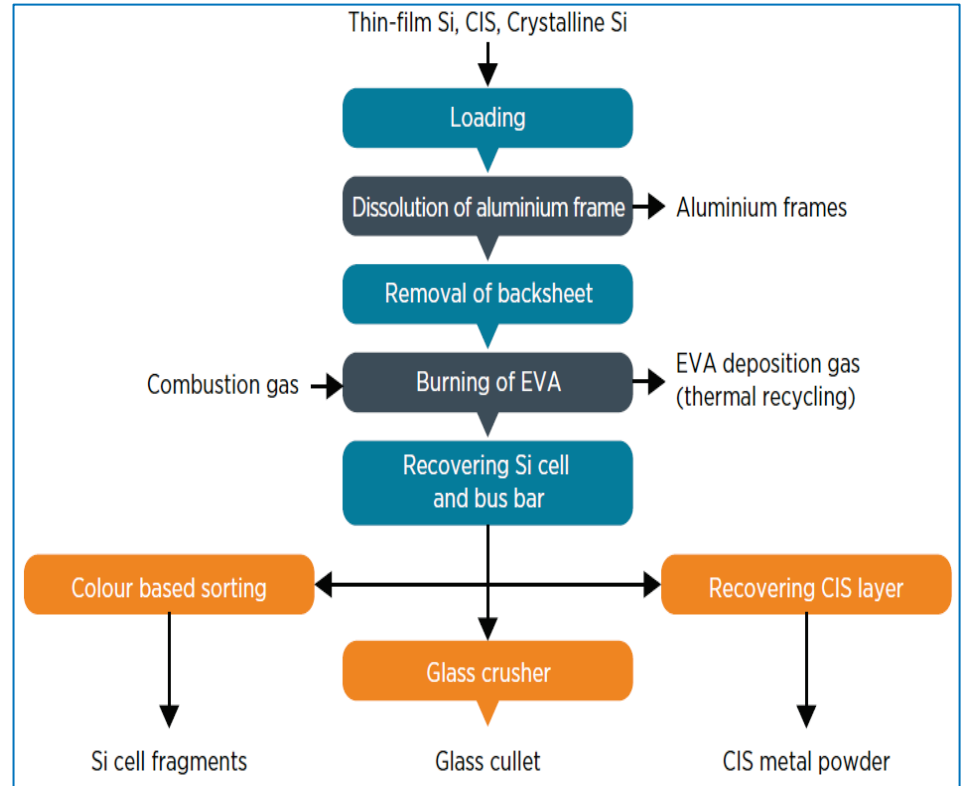 Thin-film Si, CIS, Crystalline Si
Loading
Dissolution of aluminium frame
Aluminium frames
Removal of backsheet
Combustion gas
Burning of EVA
EVA deposition gas
(thermal recycling)
Recovering Si cell
and bus bar
Colour based sorting
Recovering CIS layer
Glass crusher
Si cell fragments
Glass cullet
CIS metal powder